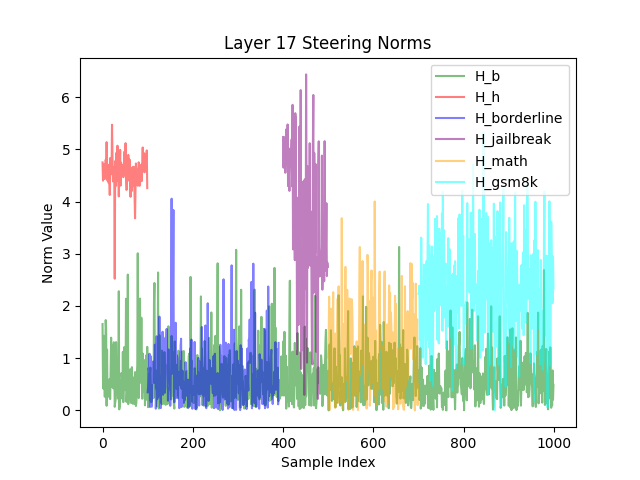 Layer 17 Steering Norms
H_b
H_h
H_borderline
H_jailbreak
H_math
H_gsm8k
Norm Value
6
5
4
3
2
1
0
0 200 400 600 800 1000
Sample Index